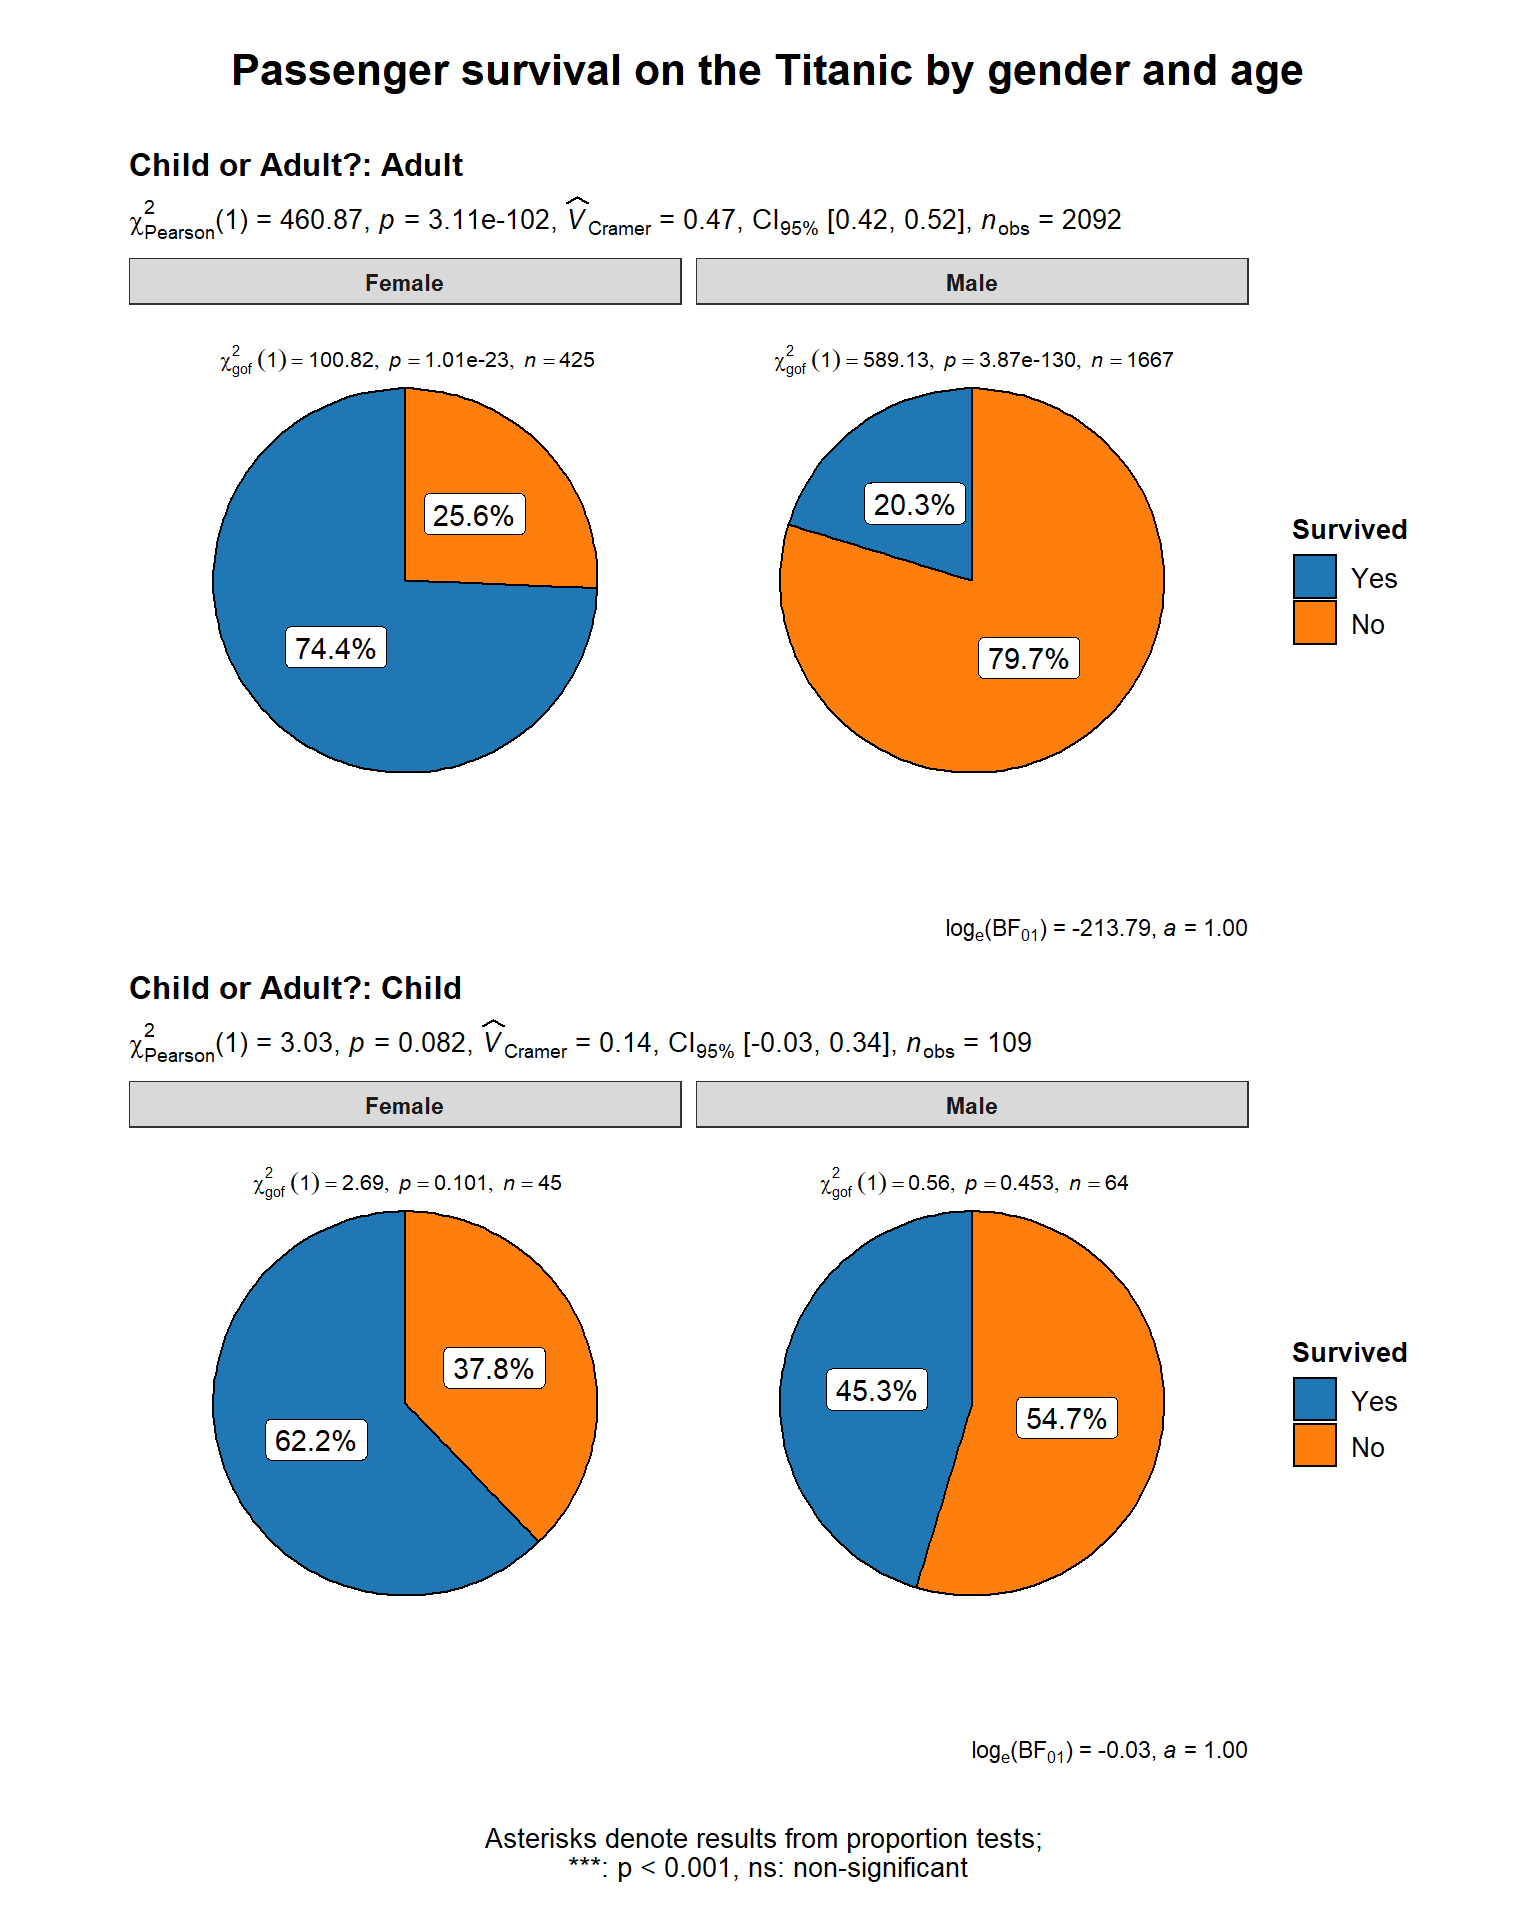 Passenger survival on the Titanic by gender and age
Child or Adult?: Adult
χ²Pearson(1) = 460.87, p = 3.11e-102, V̂Cramer = 0.47, CI95% [0.42, 0.52], nobs = 2092
Female
Male
χ²gof (1) = 100.82, p = 1.01e-23, n = 425
χ²gof (1) = 589.13, p = 3.87e-130, n = 1667
25.6%
74.4%
20.3%
79.7%
Survived
Yes
No
loge(BF01) = -213.79, a = 1.00
Child or Adult?: Child
χ²Pearson(1) = 3.03, p = 0.082, V̂Cramer = 0.14, CI95% [-0.03, 0.34], nobs = 109
Female
Male
χ²gof (1) = 2.69, p = 0.101, n = 45
χ²gof (1) = 0.56, p = 0.453, n = 64
37.8%
62.2%
45.3%
54.7%
Survived
Yes
No
loge(BF01) = -0.03, a = 1.00
Asterisks denote results from proportion tests;
***: p < 0.001, ns: non-significant